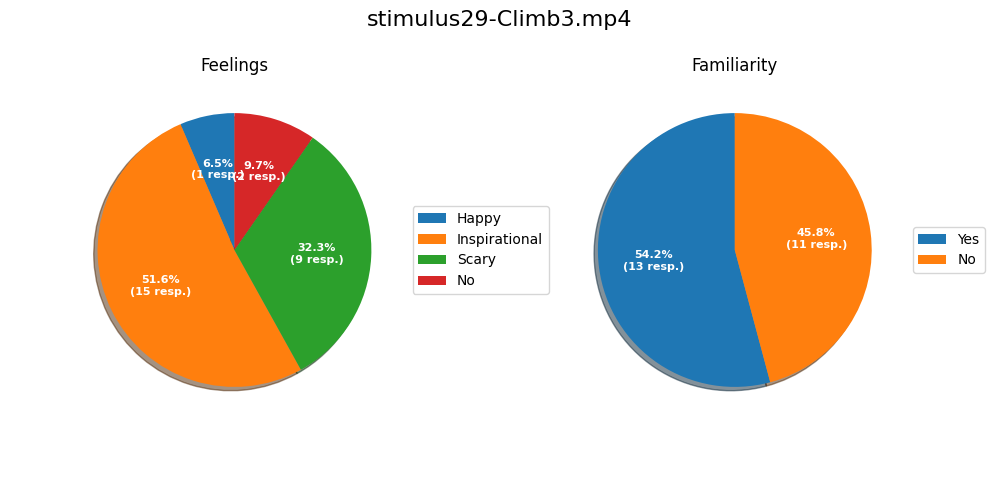 stimulus29-Climb3.mp4
Feelings
6.5%
(1 resp.)
9.7%
(2 resp.)
32.3%
(9 resp.)
51.6%
(15 resp.)
Happy
Inspirational
Scary
No
Familiarity
54.2%
(13 resp.)
45.8%
(11 resp.)
Yes
No